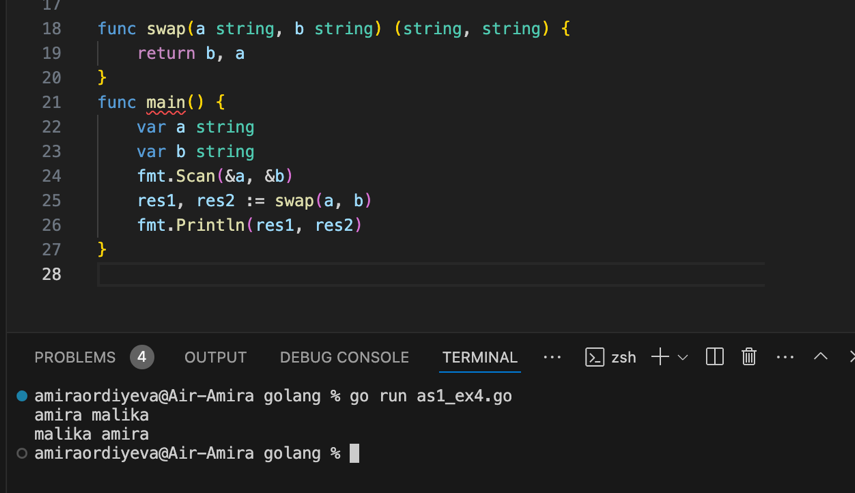 17
18 func swap(a string, b string) (string, string) {
19 return b, a
20 }
21 func main() {
22 var a string
23 var b string
24 fmt.Scan(&a, &b)
25 res1, res2 := swap(a, b)
26 fmt.Println(res1, res2)
27 }
28
PROBLEMS 4 OUTPUT DEBUG CONSOLE TERMINAL ... zsh ...
amiraordiyeva@Air-Amira golang % go run as1_ex4.go
amira malika
malika amira
amiraordiyeva@Air-Amira golang %